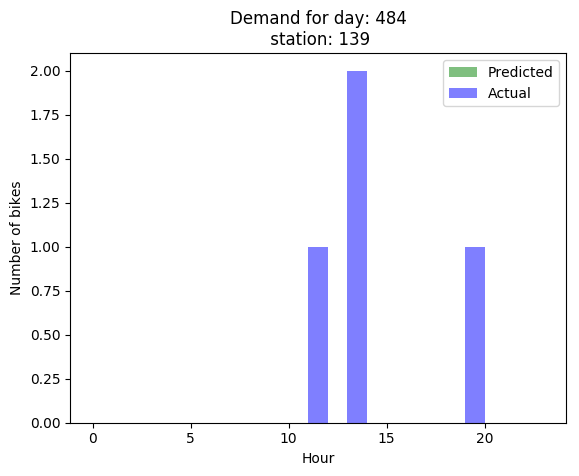 Demand for day: 484
station: 139
Predicted
Actual
Number of bikes
2.00
1.75
1.50
1.25
1.00
0.75
0.50
0.25
0.00
0 5 10 15 20
Hour